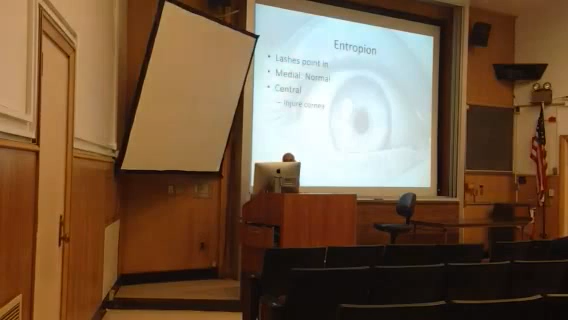 Entropion
• Lashes point in
• Medial Normal
• Central
– injure cornea